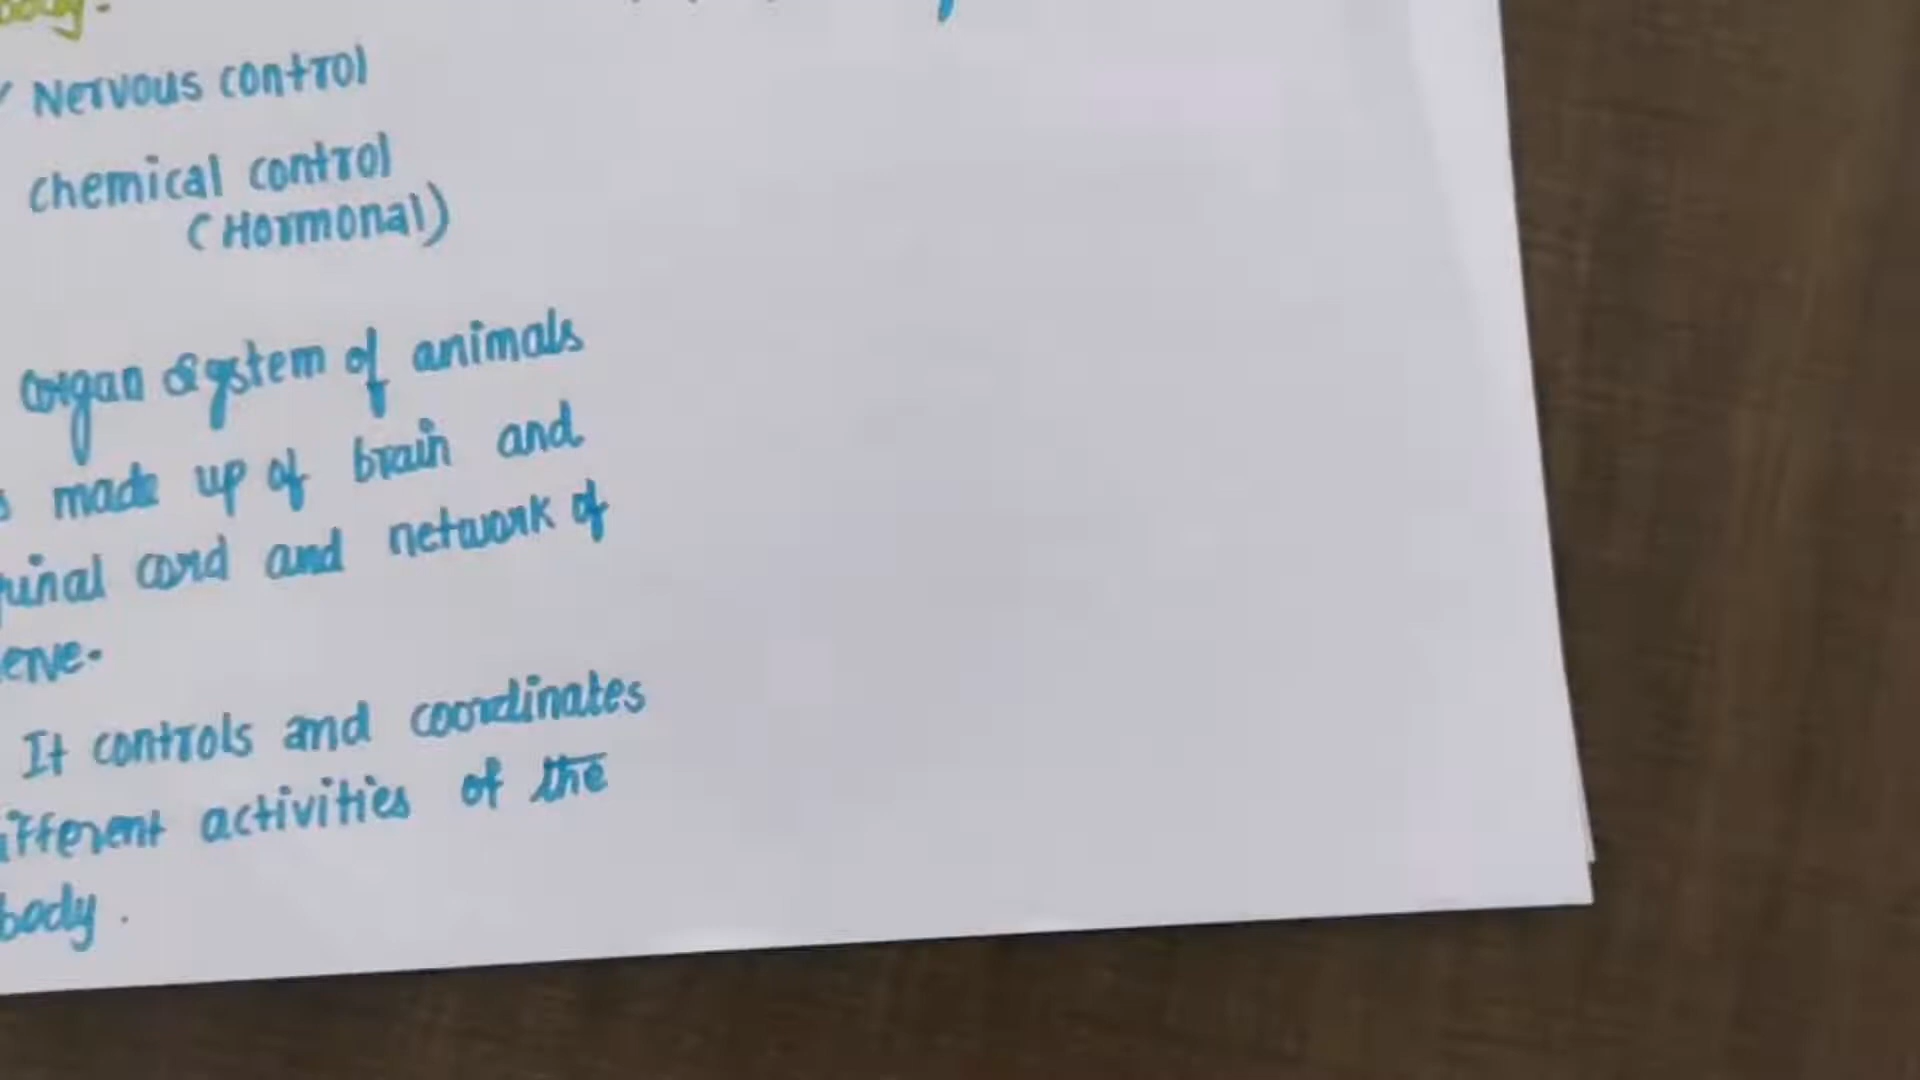 body.
Nervous control
chemical control
(Hormonal)
organ system of animals
made up of brain and
cord and network of
It controls and coordinates
activities of the
body.